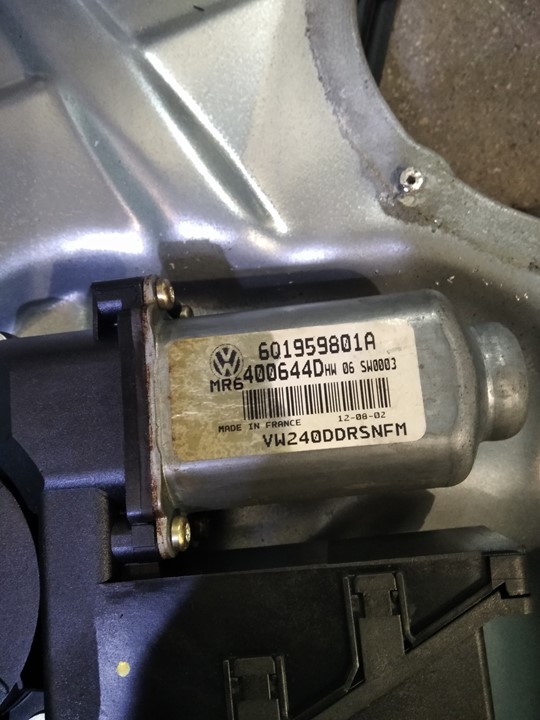 6Q1959801A
MR6400644D HW 06 SW0003
MADE IN FRANCE 12-08-02
VW240DDRSNFM